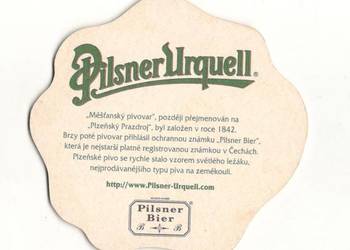 Pilsner Urquell®
„Měšťanský pivovar", později přejmenován na
„Plzeňský Prazdroj", byl založen v roce 1842.
Brzy poté pivovar přihlásil ochrannou známku „Pilsner Bier",
která je nejstarší platně registrovanou známkou v Čechách.
Plzeňské pivo se rychle stalo vzorem světlého ležáku,
nejprodávanějšího typu piva na zeměkouli.
http://www.Pilsner-Urquell.com
Pilsner
Bier
B B